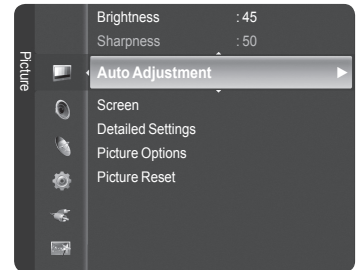 Picture
Brightness : 45
Sharpness : 50
Auto Adjustment
Screen
Detailed Settings
Picture Options
Picture Reset